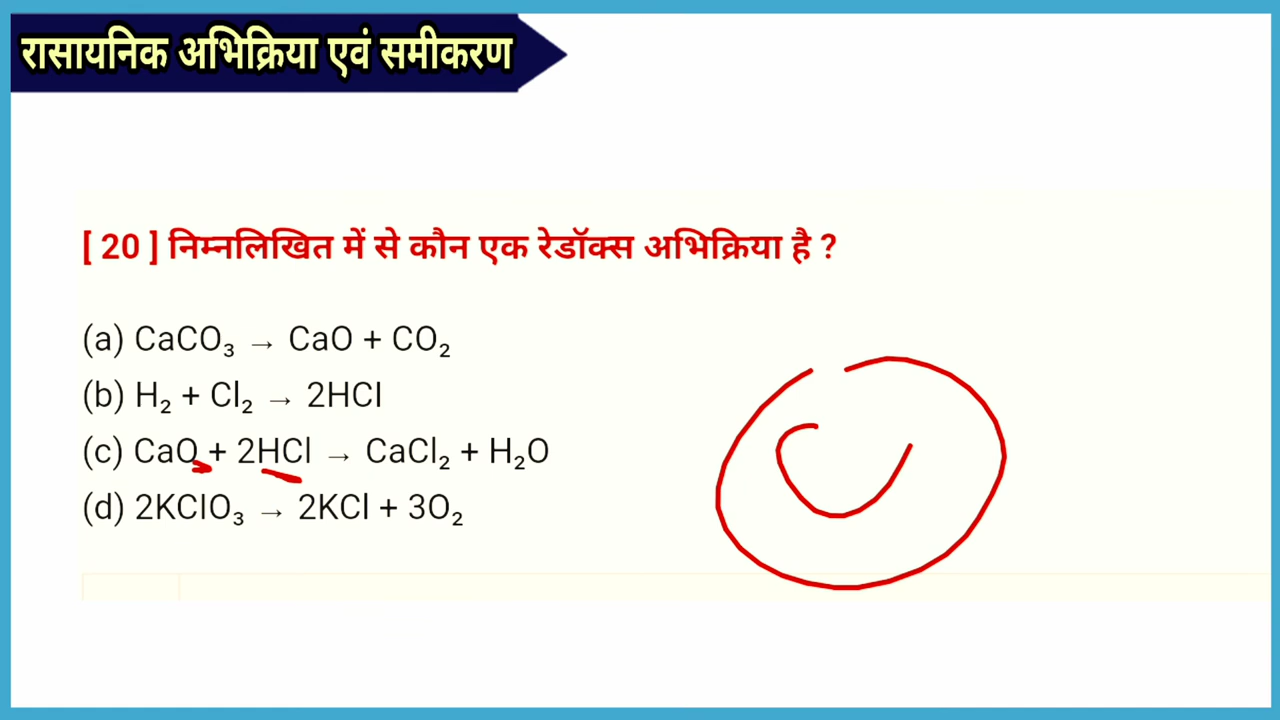 रासायनिक अभिक्रिया एवं समीकरण
[ 20 ] निम्नलिखित में से कौन एक रेडॉक्स अभिक्रिया है ?
(a) CaCO₃ → CaO + CO₂
(b) H₂ + Cl₂ → 2HCl
(c) CaO + 2HCl → CaCl₂ + H₂O
(d) 2KClO₃ → 2KCl + 3O₂